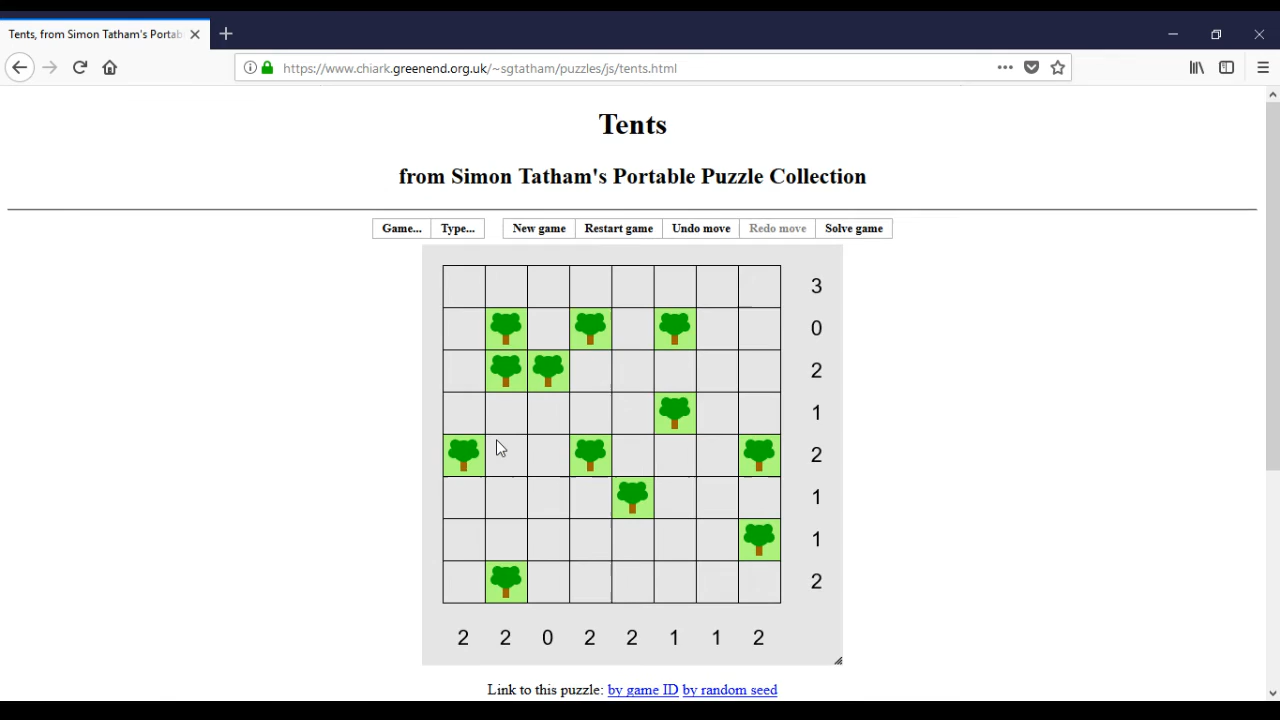 Tents, from Simon Tatham's Portab
https://www.chiark.greenend.org.uk/~sgtatham/puzzles/js/tents.html
Tents
from Simon Tatham's Portable Puzzle Collection
Game... Type... New game Restart game Undo move Redo move Solve game
3
0
2
1
2
1
1
2
2 2 0 2 2 1 1 2
Link to this puzzle: by game ID by random seed